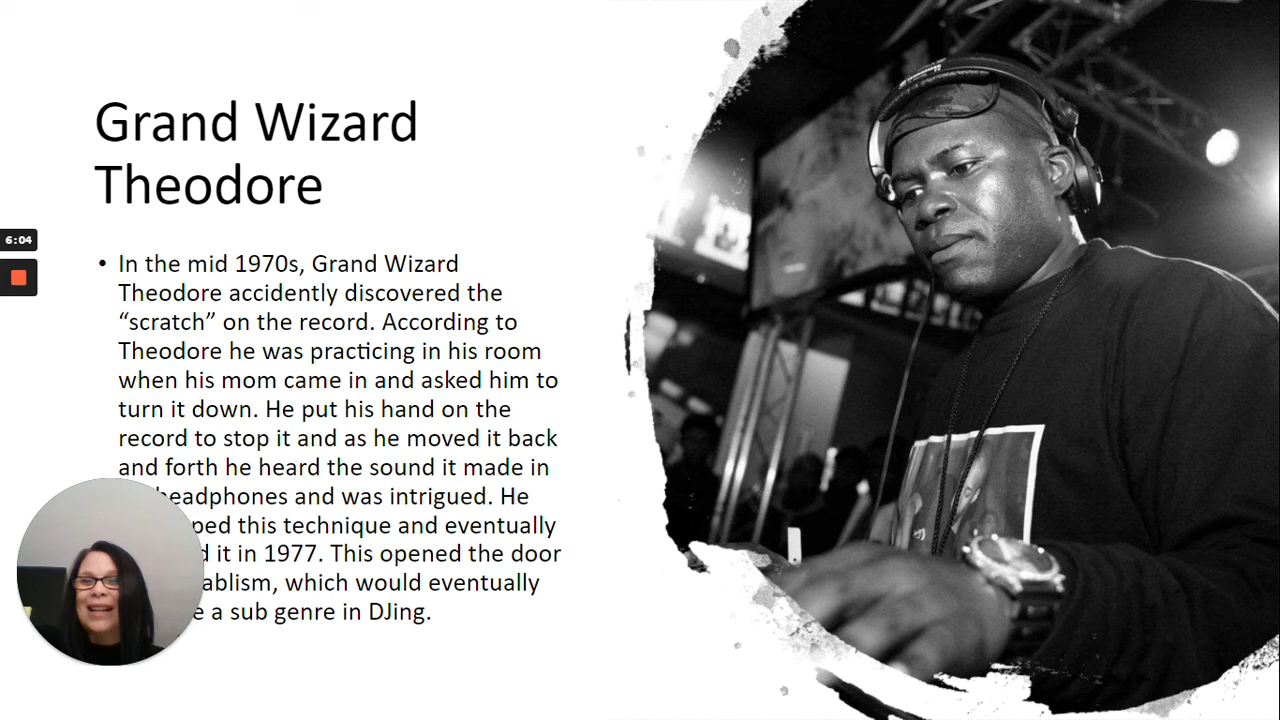 Grand Wizard
Theodore
6:04
• In the mid 1970s, Grand Wizard
Theodore accidently discovered the
“scratch” on the record. According to
Theodore he was practicing in his room
when his mom came in and asked him to
turn it down. He put his hand on the
record to stop it and as he moved it back
and forth he heard the sound it made in
headphones and was intrigued. He
ped this technique and eventually
d it in 1977. This opened the door
ablism, which would eventually
e a sub genre in DJing.